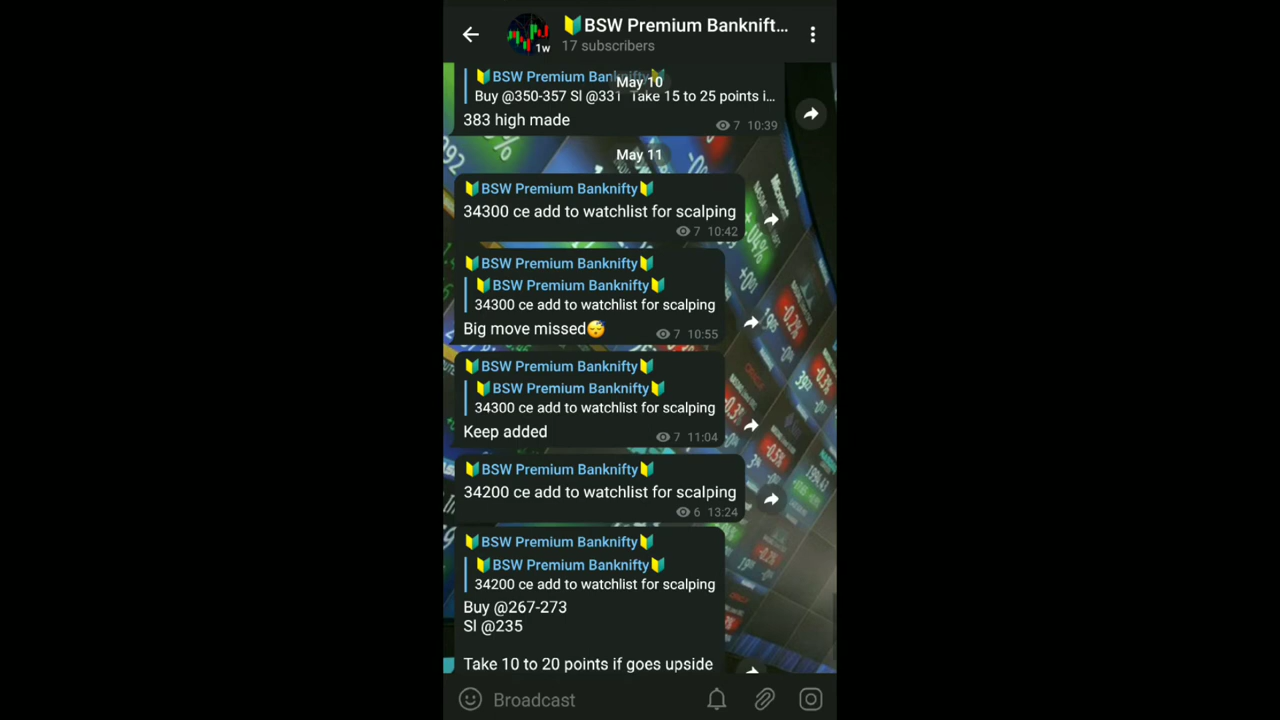 🔰BSW Premium Banknift...
1w
17 subscribers
🔰BSW Premium Banknifty🔰
May 10
Buy @350-357 Sl @331 Take 15 to 25 points i...
383 high made
7 10:39
May 11
🔰BSW Premium Banknifty🔰
34300 ce add to watchlist for scalping
7 10:42
🔰BSW Premium Banknifty🔰
🔰BSW Premium Banknifty🔰
34300 ce add to watchlist for scalping
Big move missed😴
7 10:55
🔰BSW Premium Banknifty🔰
🔰BSW Premium Banknifty🔰
34300 ce add to watchlist for scalping
Keep added
7 11:04
🔰BSW Premium Banknifty🔰
34200 ce add to watchlist for scalping
6 13:24
🔰BSW Premium Banknifty🔰
🔰BSW Premium Banknifty🔰
34200 ce add to watchlist for scalping
Buy @267-273
Sl @235
Take 10 to 20 points if goes upside
Broadcast